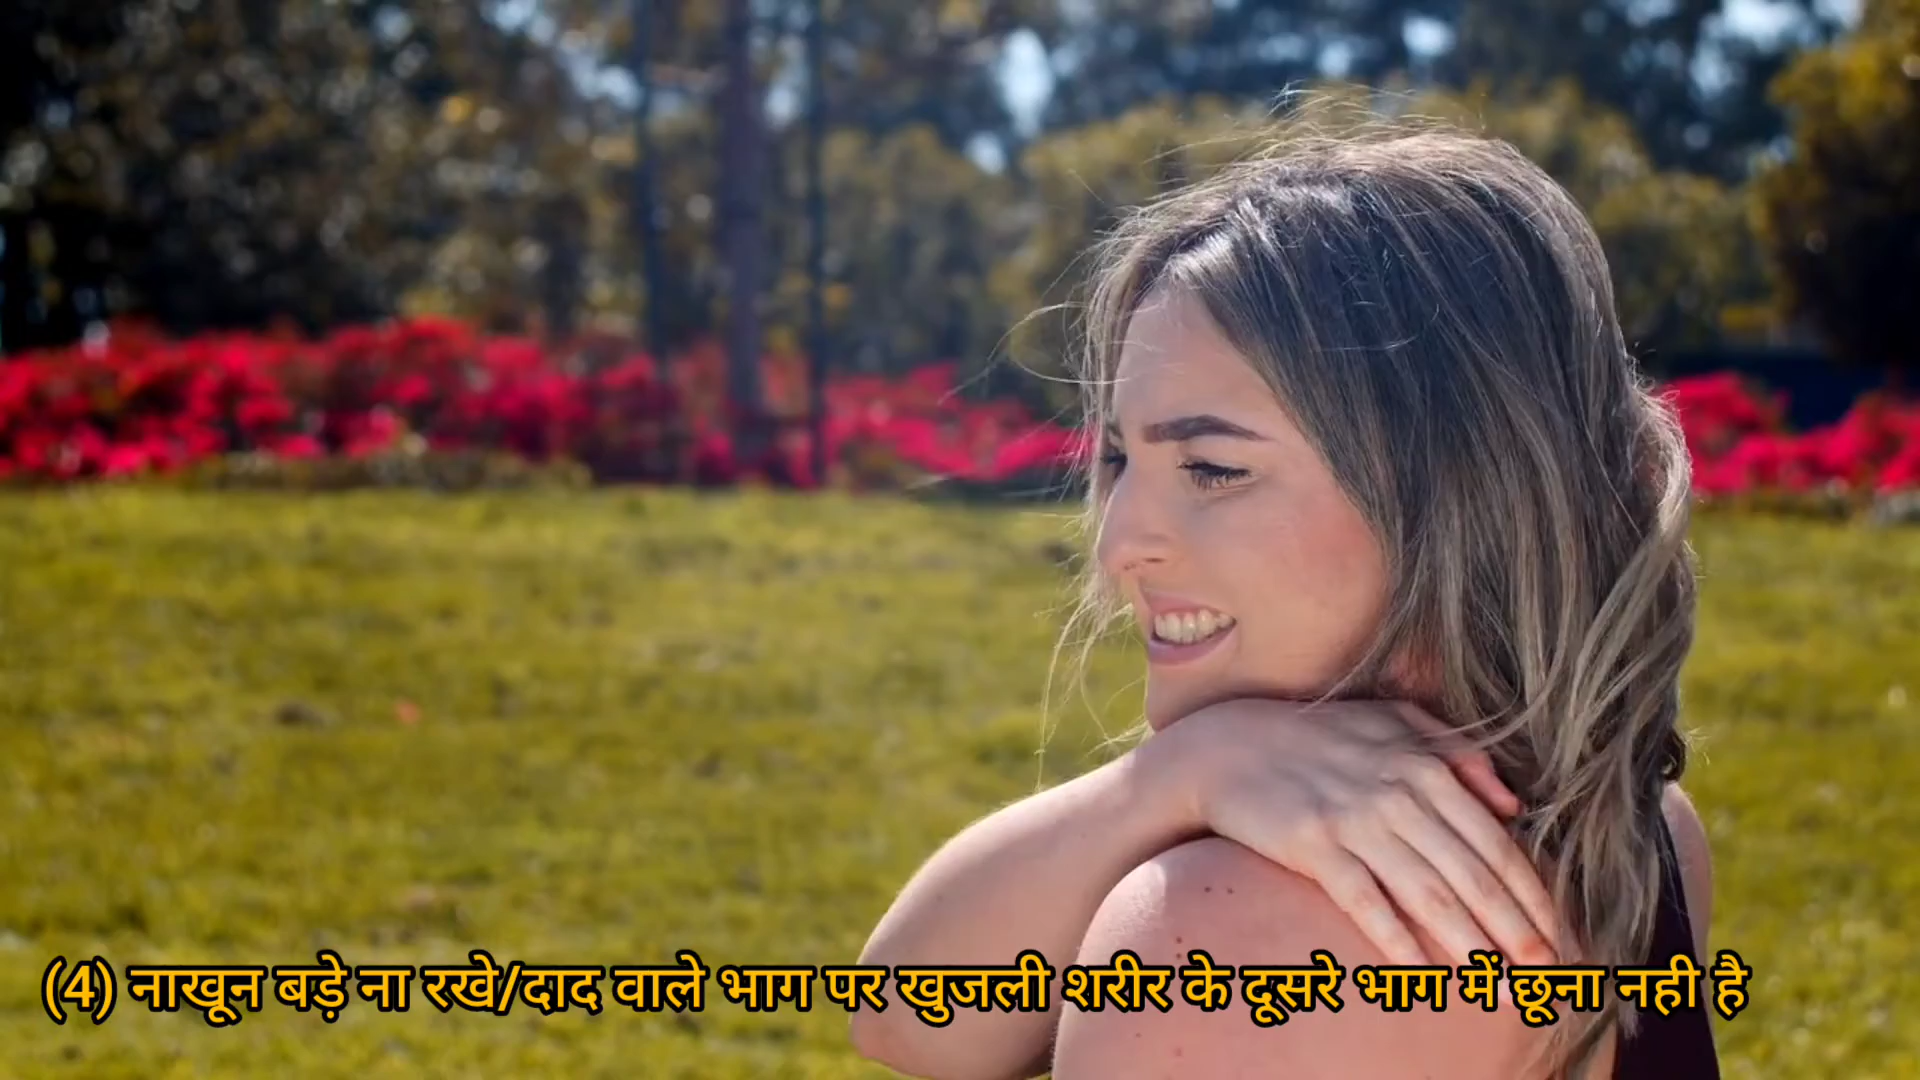 (4) नाखून बड़े ना रखे/दाद वाले भाग पर खुजली शरीर के दूसरे भाग में छूना नही है